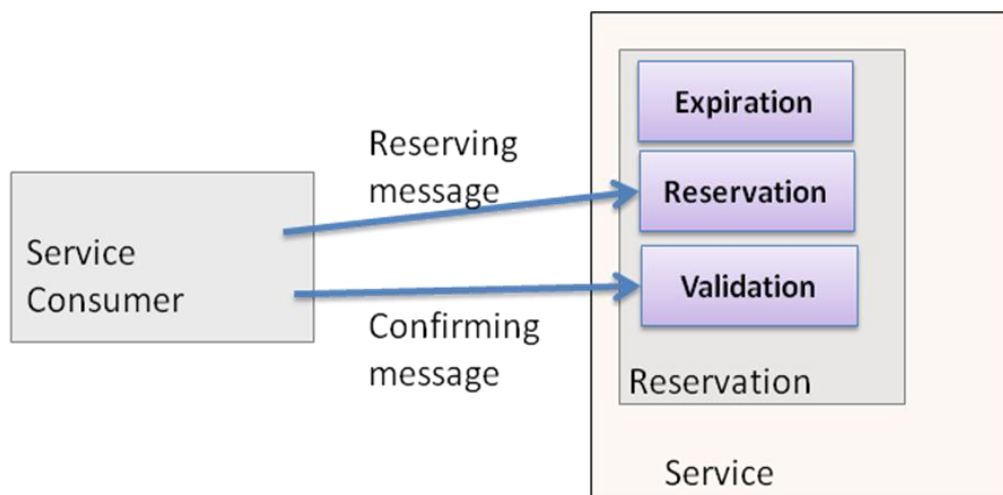 Expiration
Reserving
message
Reservation
Service
Consumer
Validation
Confirming
message
Reservation
Service